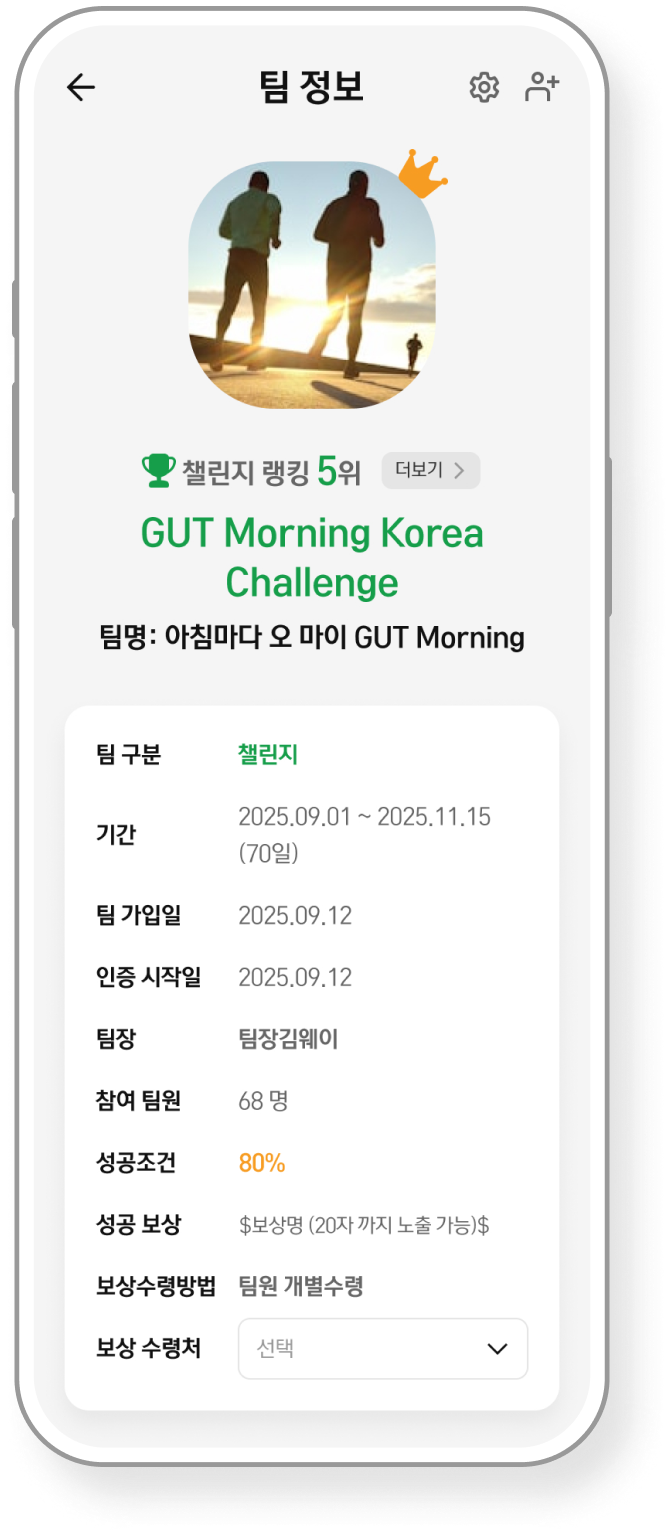 팀 정보
챌린지 랭킹 5위 더보기
GUT Morning Korea
Challenge
팀명: 아침마다 오 마이 GUT Morning
팀 구분 챌린지
기간 2025.09.01 ~ 2025.11.15
(70일)
팀 가입일 2025.09.12
인증 시작일 2025.09.12
팀장 팀장김웨이
참여 팀원 68 명
성공조건 80%
성공 보상 $보상명 (20자 까지 노출 가능)$
보상수령방법 팀원 개별수령
보상 수령처 선택